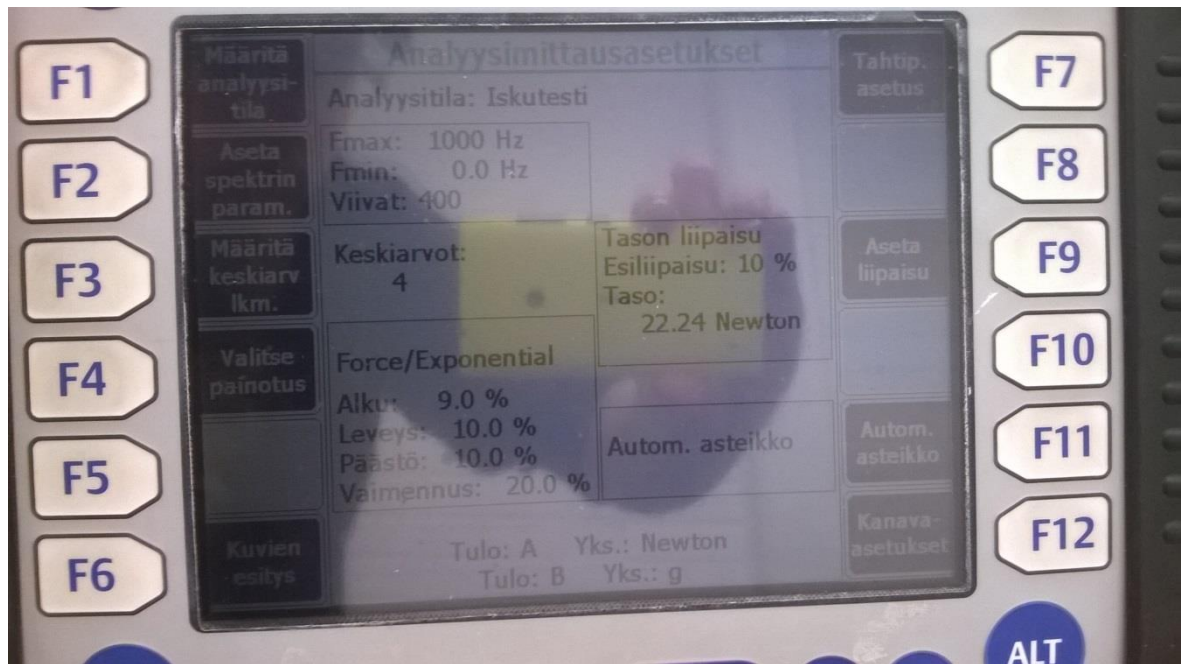 F1
F2
F3
F4
F5
F6
Määritä
analyysi-
tila
Aseta
spektrin
param.
Määritä
keskiarv
lkm.
Valitse
painotus
Kuvien
esitys
Analyysimittausasetukset
Analyysitila: Iskutesti
Fmax: 1000 Hz
Fmin: 0.0 Hz
Viivat: 400
Keskiarvot:
4
Tason liipaisu
Esiliipaisu: 10 %
Taso:
22.24 Newton
Force/Exponential
Alku: 9.0 %
Leveys: 10.0 %
Päästö: 10.0 %
Vaimennus: 20.0 %
Autom. asteikko
Tulo: A Yks.: Newton
Tulo: B Yks.: g
Tahtip.
asetus
Aseta
liipaisu
Autom.
asteikko
Kanava-
asetukset
F7
F8
F9
F10
F11
F12
ALT